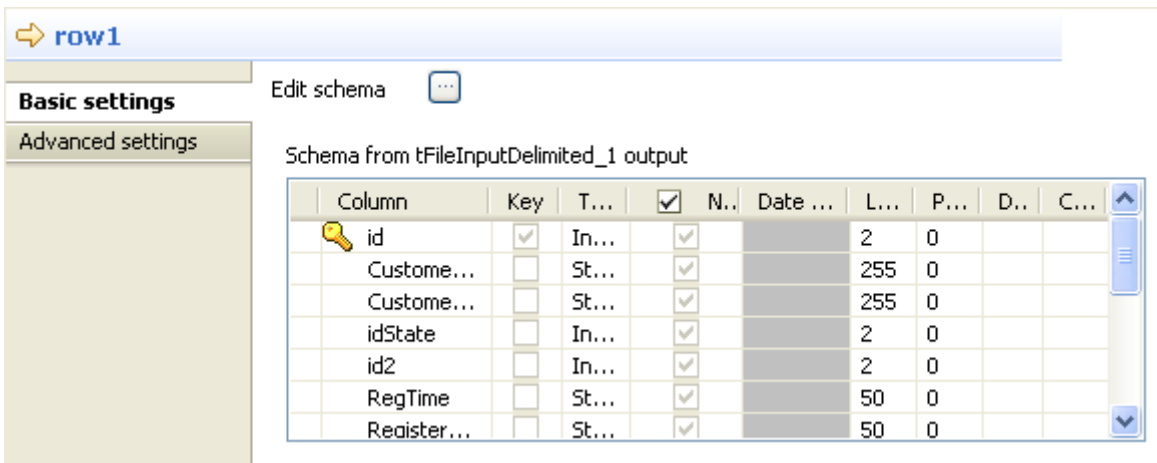 row1
Basic settings
Advanced settings
Edit schema ...
Schema from tFileInputDelimited_1 output
Column Key T... N.. Date ... L... P... D.. C...
id In... 2 0
Custome... St... 255 0
Custome... St... 255 0
idState In... 2 0
id2 In... 2 0
RegTime St... 50 0
Register... St... 50 0